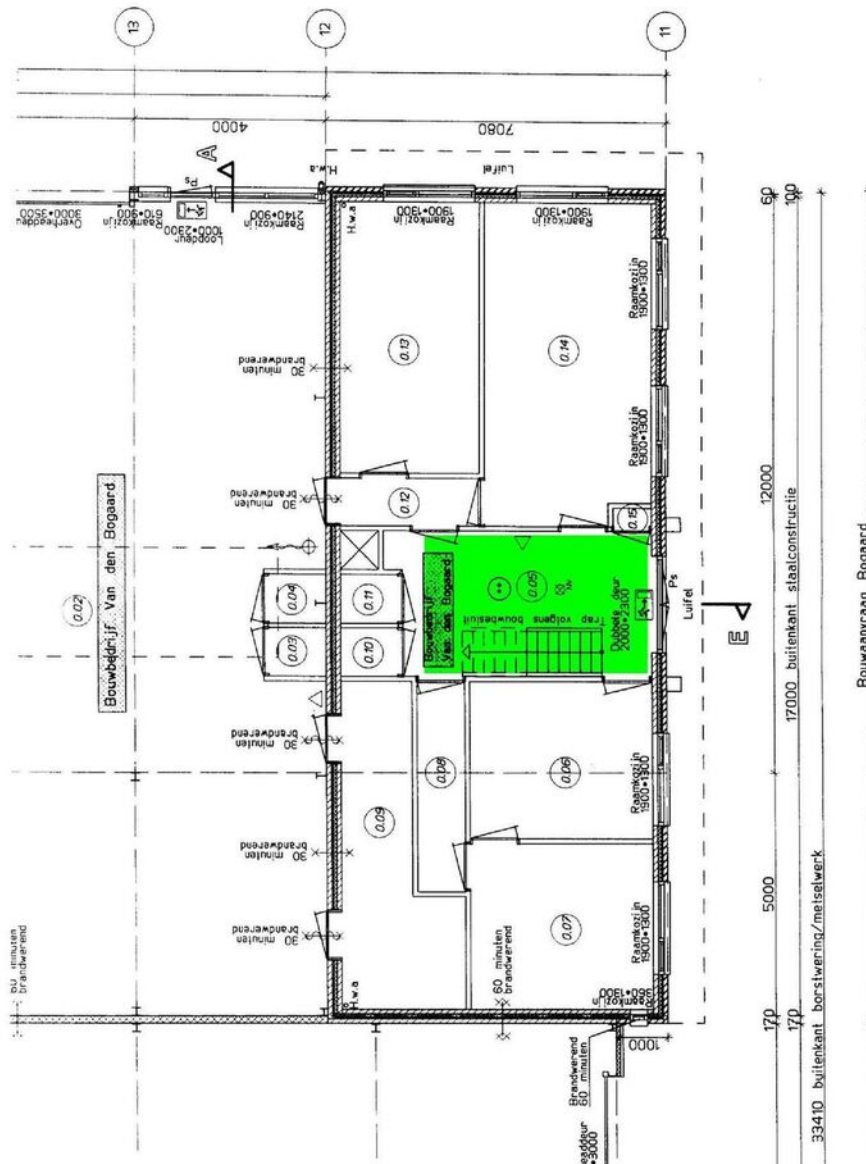 13
12
11
4000
7080
A
Ps
H.w.a
Luifel
Overheaddeur
3000*3500
Raamkozijn
610*900
Loopdeur
1000*2300
Raamkozijn
2140*900
H.w.a
Raamkozijn
1900*1300
Raamkozijn
1900*1300
60
100
Raamkozijn
1900*1300
0.13
0.14
30 minuten
brandwerend
Raamkozijn
1900*1300
30 minuten
brandwerend
0.12
0.15
12000
17000 buitenkant staalconstructie
Bouwbedrijf Van den Bogaard
0.02
0.04
0.11
0.03
0.10
Bouwbedrijf
Van den Bogaard
0.05
Mv
trap volgens bouwbesluit
Dubbele deur
2000*2300
Ps
Luifel
E
Bouwaanvraag Bogaard
30 minuten
brandwerend
0.08
0.06
Raamkozijn
1900*1300
0.09
30 minuten
brandwerend
30 minuten
brandwerend
0.07
Raamkozijn
1900*1300
5000
60 minuten
brandwerend
60 minuten
brandwerend
H.w.a
Raamkozijn
360*1300
170
170
1000
Brandwerend
60 minuten
33410 buitenkant borstwering/metselwerk
*3000